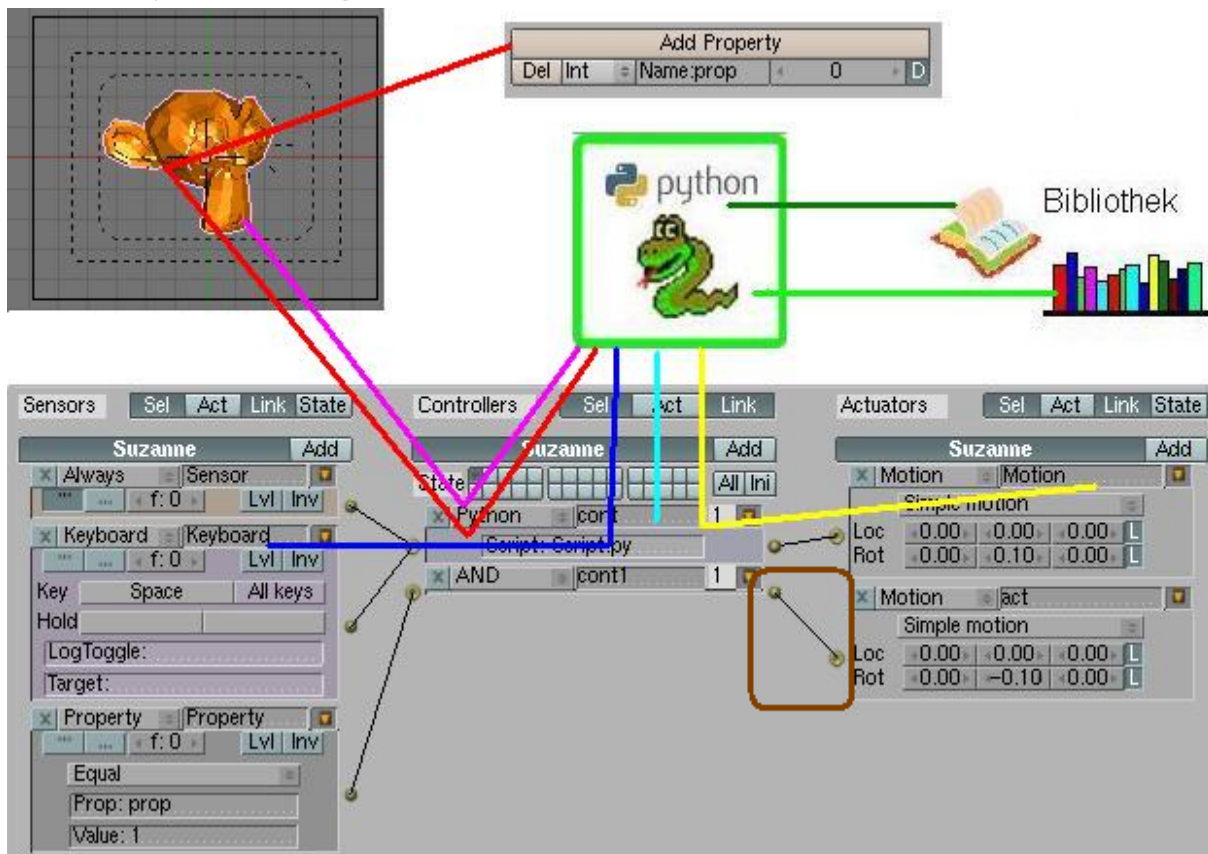 Add Property
Del Int Name:prop 0 D
python
Bibliothek
Sensors Sel Act Link State
Suzanne Add
X Always Sensor
f: 0 Lvl Inv
X Keyboard Keyboard
f: 0 Lvl Inv
Key Space All keys
Hold
LogToggle:
Target:
X Property Property
f: 0 Lvl Inv
Equal
Prop: prop
Value: 1
Controllers Sel Act Link
Suzanne Add
State All Ini
X Python cont 1
Script: Script.py
X AND cont1 1
Actuators Sel Act Link State
Suzanne Add
X Motion Motion
Simple motion
Loc 0.00 0.00 0.00 L
Rot 0.00 0.10 0.00 L
X Motion act
Simple motion
Loc 0.00 0.00 0.00 L
Rot 0.00 -0.10 0.00 L